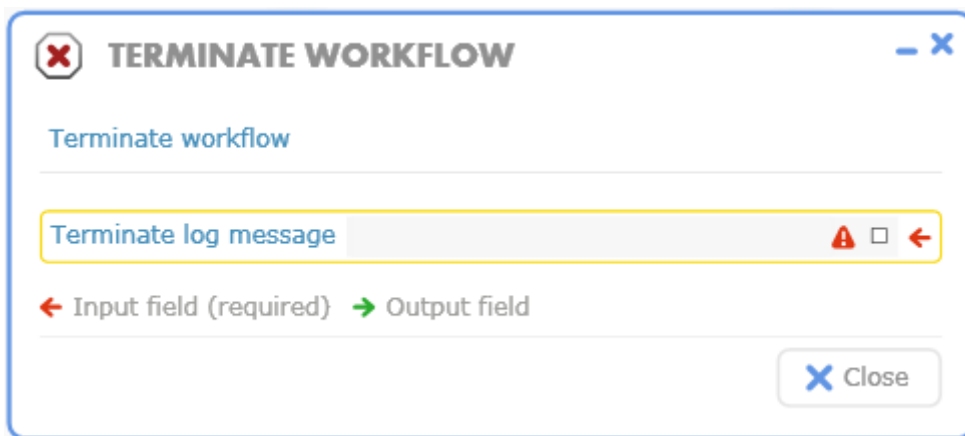 TERMINATE WORKFLOW
Terminate workflow
Terminate log message
Input field (required) Output field
Close